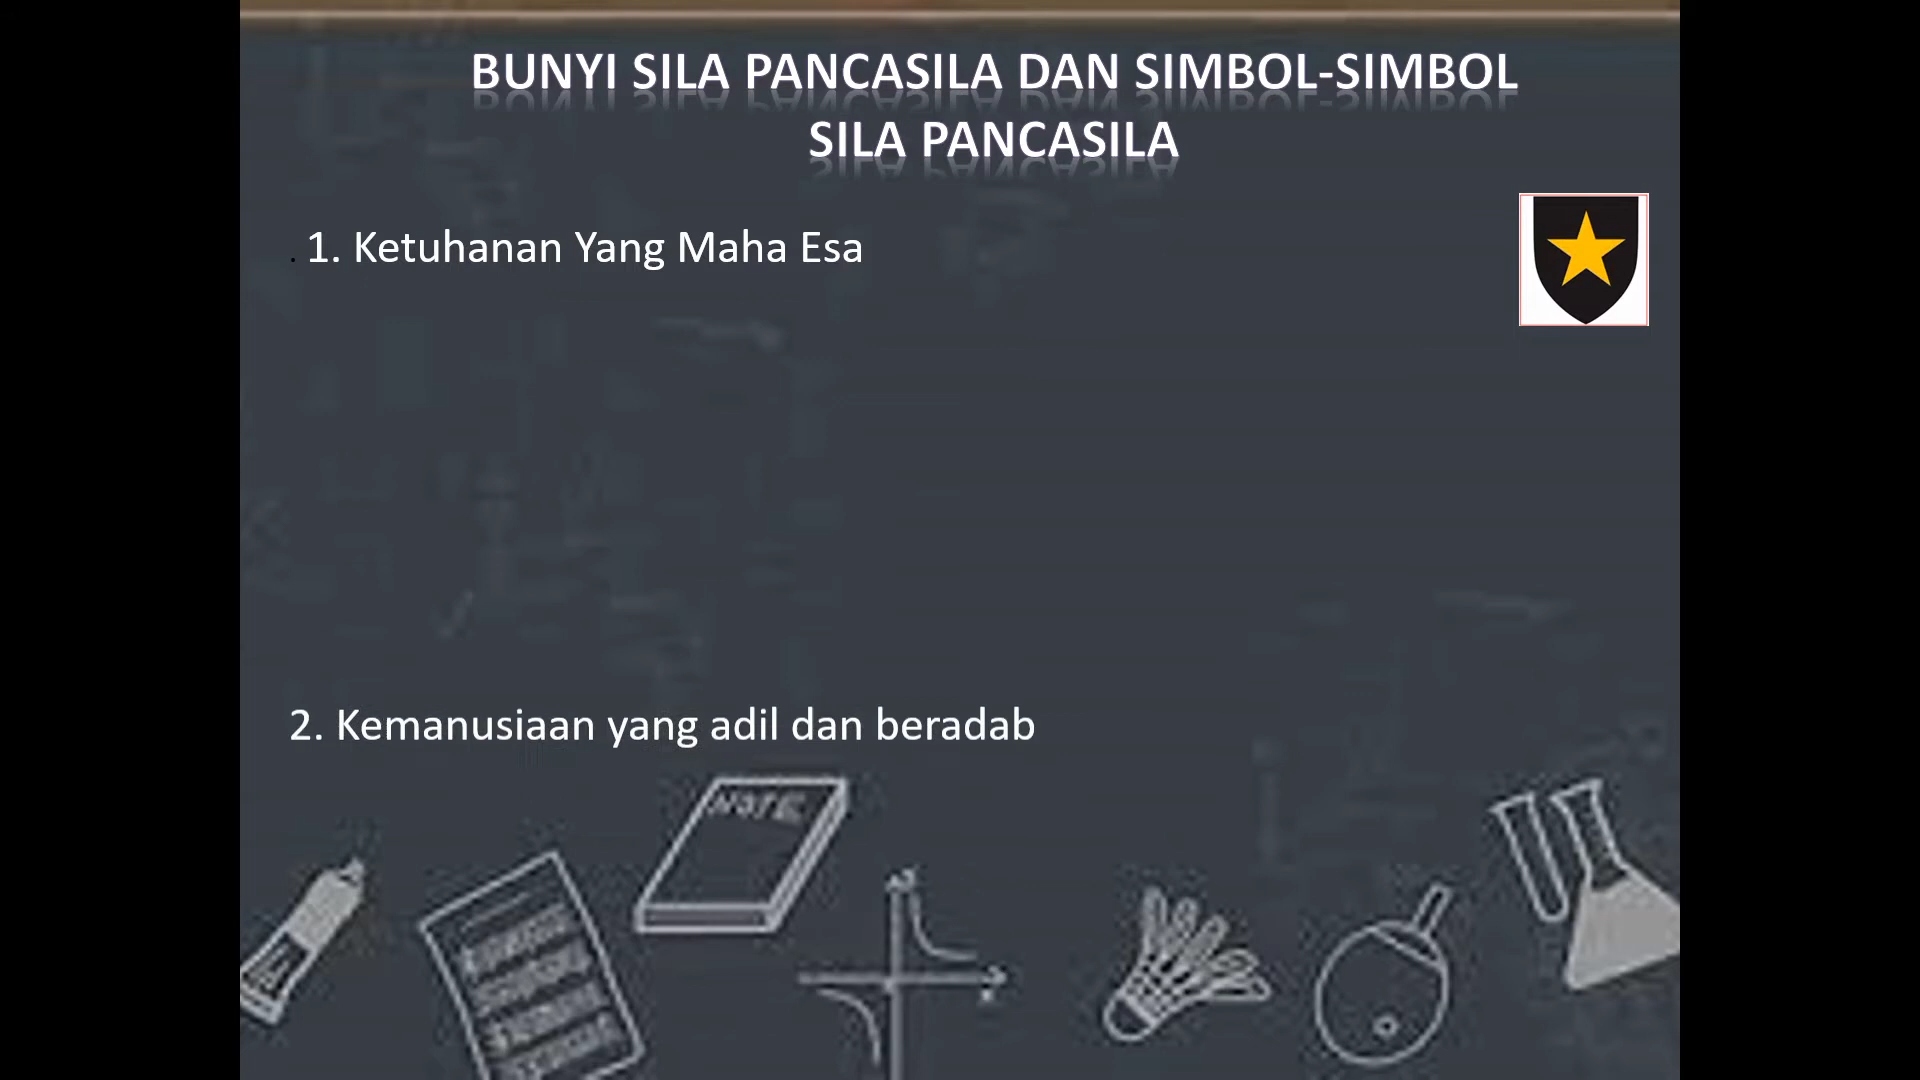 BUNYI SILA PANCASILA DAN SIMBOL-SIMBOL
SILA PANCASILA
. 1. Ketuhanan Yang Maha Esa
2. Kemanusiaan yang adil dan beradab
NOTE